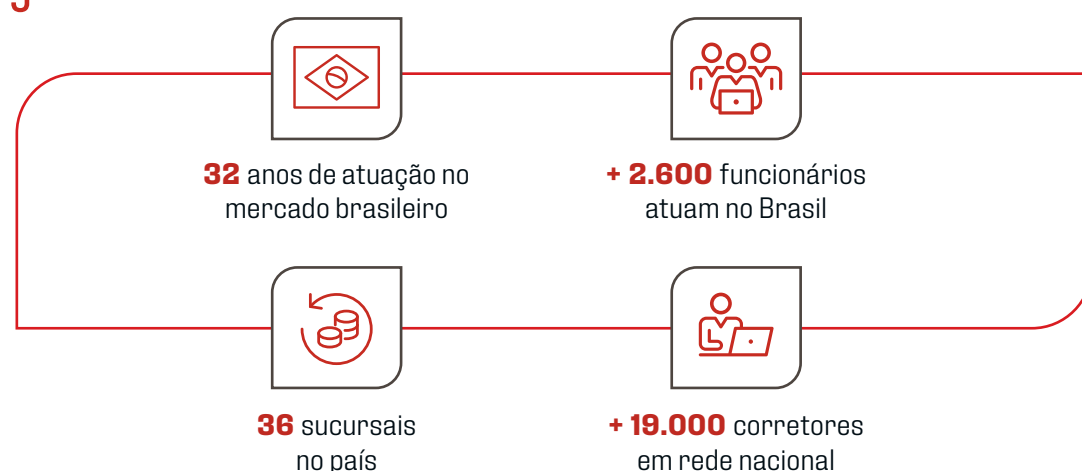 32 anos de atuação no
mercado brasileiro
+ 2.600 funcionários
atuam no Brasil
36 sucursais
no país
+ 19.000 corretores
em rede nacional